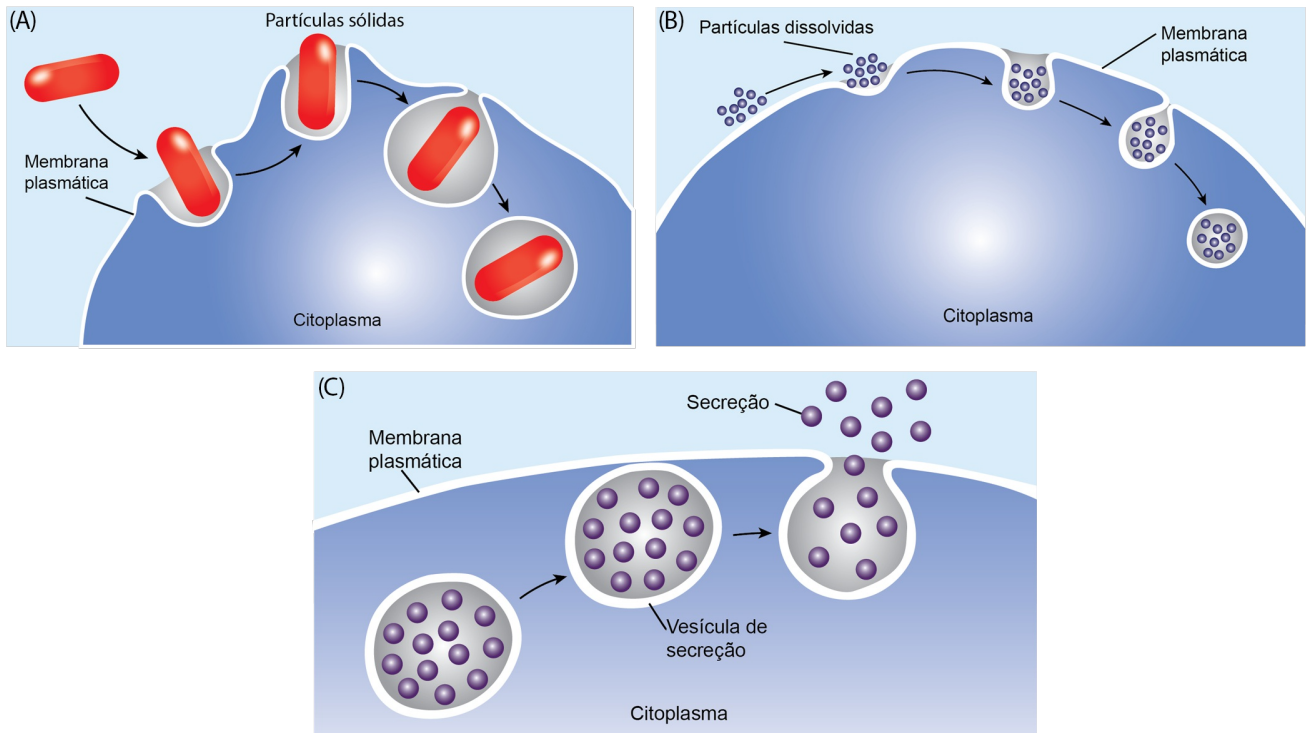 (A)
Partículas sólidas
Membrana
plasmática
Citoplasma
(B)
Partículas dissolvidas
Membrana
plasmática
Citoplasma
(C)
Secreção
Membrana
plasmática
Vesícula de
secreção
Citoplasma